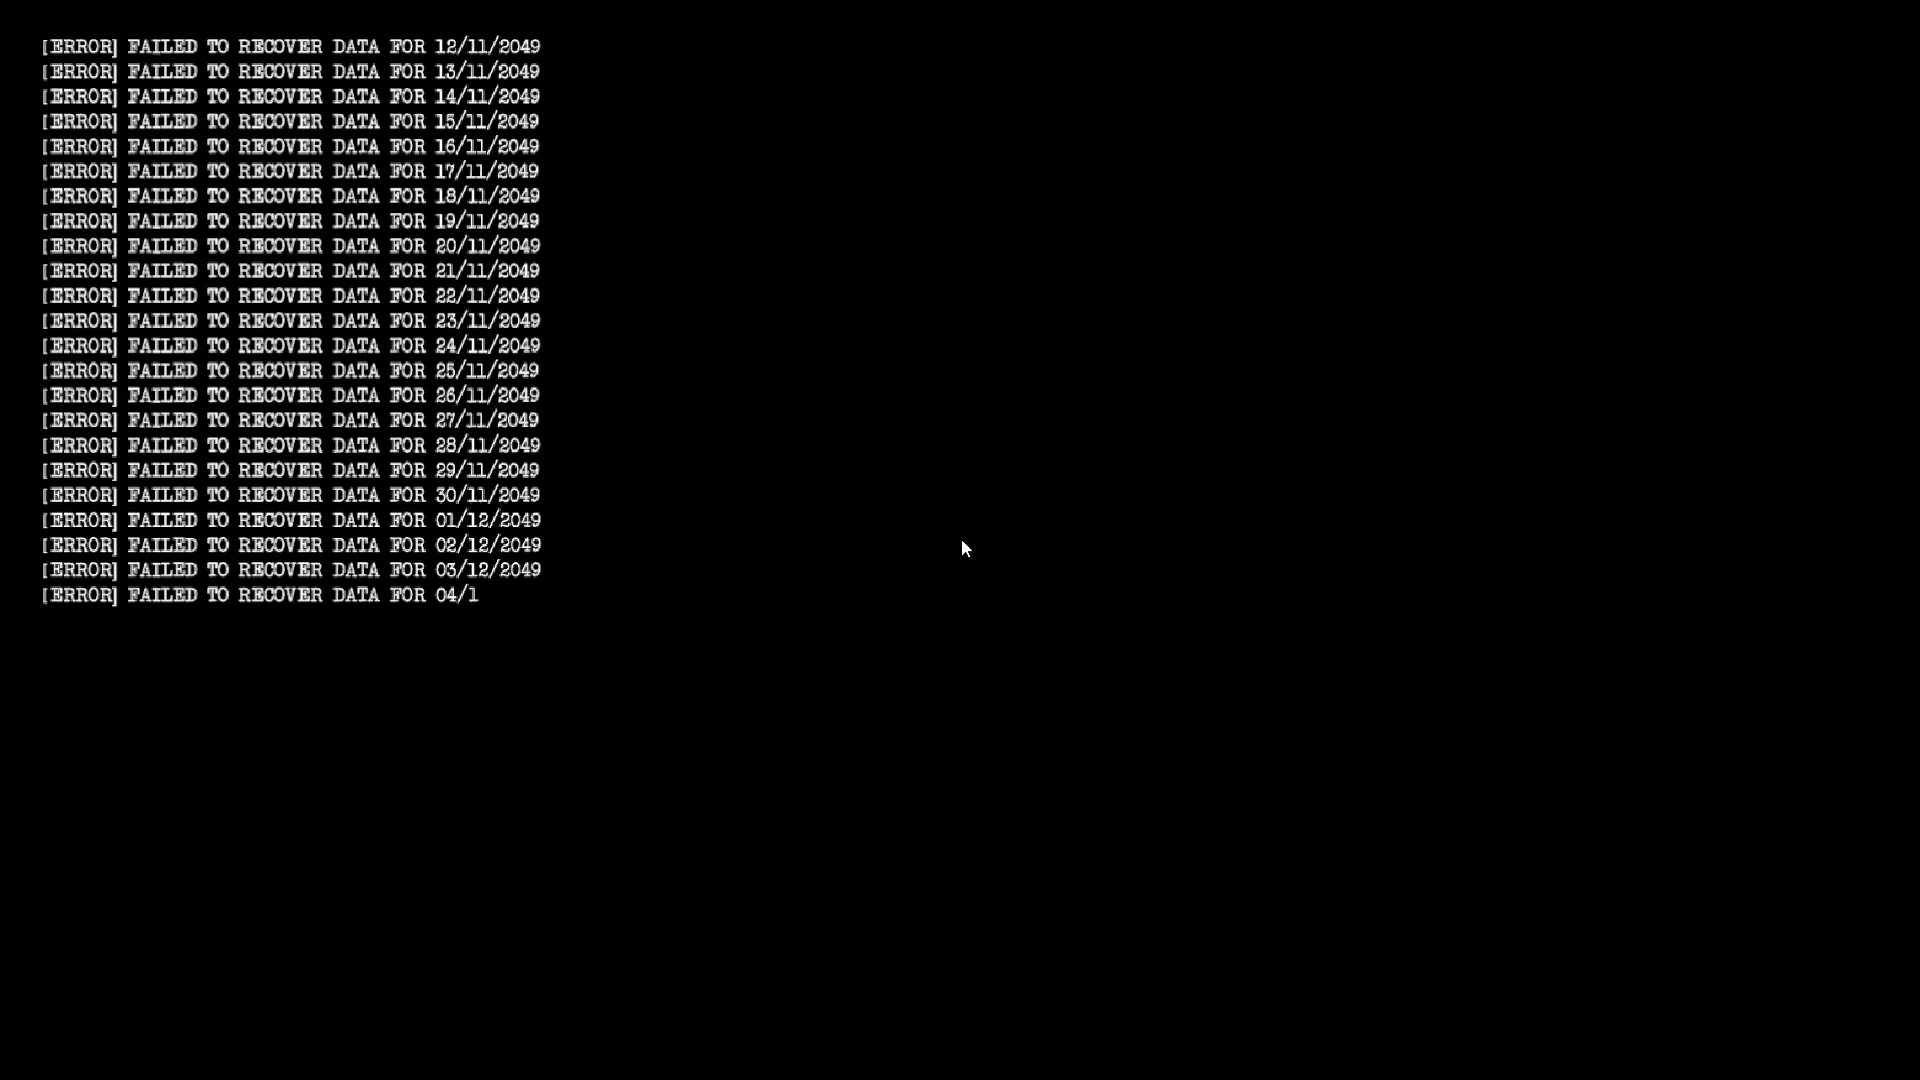 [ERROR] FAILED TO RECOVER DATA FOR 12/11/2049
[ERROR] FAILED TO RECOVER DATA FOR 13/11/2049
[ERROR] FAILED TO RECOVER DATA FOR 14/11/2049
[ERROR] FAILED TO RECOVER DATA FOR 15/11/2049
[ERROR] FAILED TO RECOVER DATA FOR 16/11/2049
[ERROR] FAILED TO RECOVER DATA FOR 17/11/2049
[ERROR] FAILED TO RECOVER DATA FOR 18/11/2049
[ERROR] FAILED TO RECOVER DATA FOR 19/11/2049
[ERROR] FAILED TO RECOVER DATA FOR 20/11/2049
[ERROR] FAILED TO RECOVER DATA FOR 21/11/2049
[ERROR] FAILED TO RECOVER DATA FOR 22/11/2049
[ERROR] FAILED TO RECOVER DATA FOR 23/11/2049
[ERROR] FAILED TO RECOVER DATA FOR 24/11/2049
[ERROR] FAILED TO RECOVER DATA FOR 25/11/2049
[ERROR] FAILED TO RECOVER DATA FOR 26/11/2049
[ERROR] FAILED TO RECOVER DATA FOR 27/11/2049
[ERROR] FAILED TO RECOVER DATA FOR 28/11/2049
[ERROR] FAILED TO RECOVER DATA FOR 29/11/2049
[ERROR] FAILED TO RECOVER DATA FOR 30/11/2049
[ERROR] FAILED TO RECOVER DATA FOR 01/12/2049
[ERROR] FAILED TO RECOVER DATA FOR 02/12/2049
[ERROR] FAILED TO RECOVER DATA FOR 03/12/2049
[ERROR] FAILED TO RECOVER DATA FOR 04/1